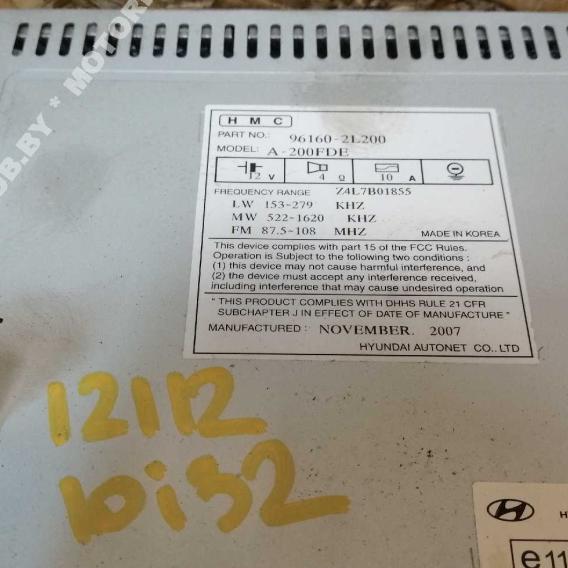 OB.BY * MOTOR
HMC
PART NO.: 96160-2L200
MODEL: A-200FDE
12 V 4 Ω 10 A
FREQUENCY RANGE Z4L7B01855
LW 153-279 KHZ
MW 522-1620 KHZ
FM 87.5-108 MHZ MADE IN KOREA
This device complies with part 15 of the FCC Rules.
Operation is Subject to the following two conditions :
(1) this device may not cause harmful interference, and
(2) the device must accept any interference received,
including interference that may cause undesired operation
" THIS PRODUCT COMPLIES WITH DHHS RULE 21 CFR
SUBCHAPTER J IN EFFECT OF DATE OF MANUFACTURE "
MANUFACTURED : NOVEMBER. 2007
HYUNDAI AUTONET CO., LTD
12112
10i32
H
e11